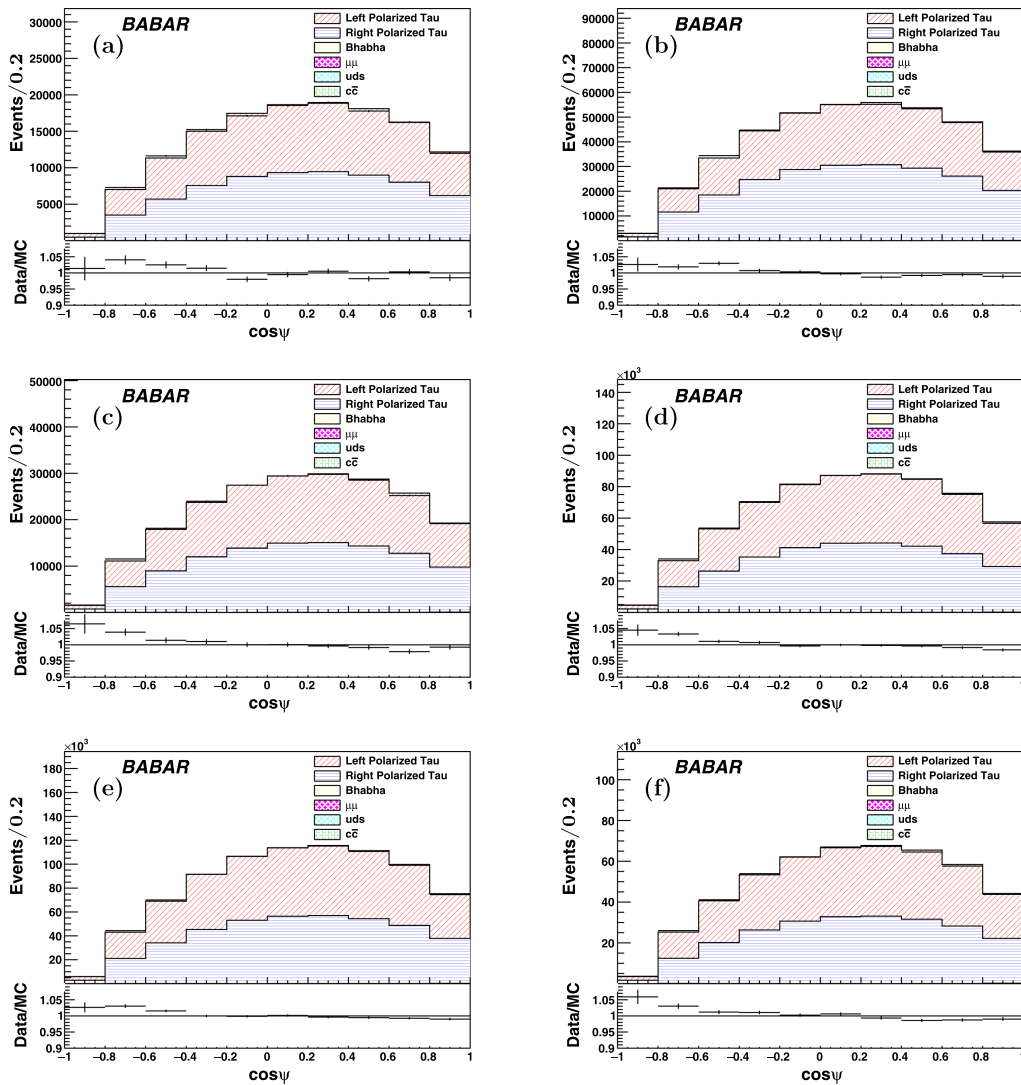 BABAR
(a)
Events/0.2
30000
25000
20000
15000
10000
5000
Left Polarized Tau
Right Polarized Tau
Bhabha
μμ
uds
cc̅
Data/MC
1.05
1
0.95
0.9
−1 −0.8 −0.6 −0.4 −0.2 0 0.2 0.4 0.6 0.8 1
cosψ
BABAR
(b)
Events/0.2
90000
80000
70000
60000
50000
40000
30000
20000
10000
Left Polarized Tau
Right Polarized Tau
Bhabha
μμ
uds
cc̅
Data/MC
1.05
1
0.95
0.9
−1 −0.8 −0.6 −0.4 −0.2 0 0.2 0.4 0.6 0.8 1
cosψ
BABAR
(c)
Events/0.2
50000
40000
30000
20000
10000
Left Polarized Tau
Right Polarized Tau
Bhabha
μμ
uds
cc̅
Data/MC
1.05
1
0.95
0.9
−1 −0.8 −0.6 −0.4 −0.2 0 0.2 0.4 0.6 0.8 1
cosψ
×10³
BABAR
(d)
Events/0.2
140
120
100
80
60
40
20
Left Polarized Tau
Right Polarized Tau
Bhabha
μμ
uds
cc̅
Data/MC
1.05
1
0.95
0.9
−1 −0.8 −0.6 −0.4 −0.2 0 0.2 0.4 0.6 0.8 1
cosψ
×10³
BABAR
(e)
Events/0.2
180
160
140
120
100
80
60
40
20
Left Polarized Tau
Right Polarized Tau
Bhabha
μμ
uds
cc̅
Data/MC
1.05
1
0.95
0.9
−1 −0.8 −0.6 −0.4 −0.2 0 0.2 0.4 0.6 0.8 1
cosψ
×10³
BABAR
(f)
Events/0.2
100
80
60
40
20
Left Polarized Tau
Right Polarized Tau
Bhabha
μμ
uds
cc̅
Data/MC
1.05
1
0.95
0.9
−1 −0.8 −0.6 −0.4 −0.2 0 0.2 0.4 0.6 0.8 1
cosψ